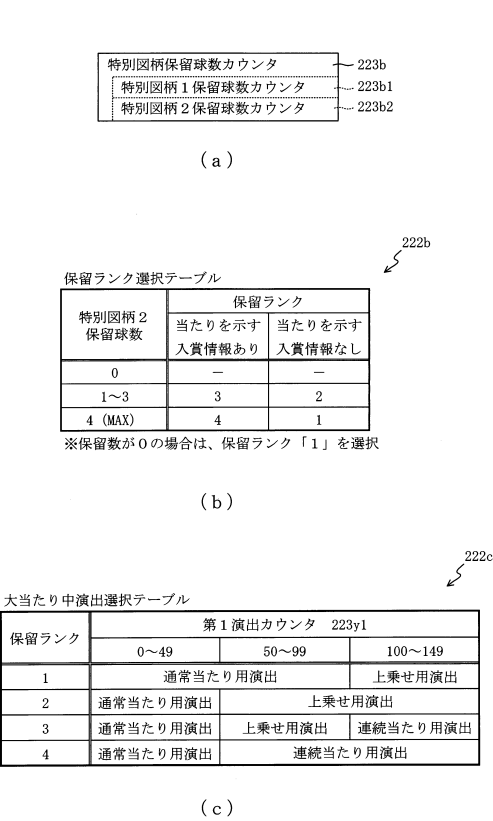 特別図柄保留球数カウンタ 223b
特別図柄１保留球数カウンタ 223b1
特別図柄２保留球数カウンタ 223b2
(a)
222b
保留ランク選択テーブル
特別図柄２
保留球数
保留ランク
当たりを示す
入賞情報あり
当たりを示す
入賞情報なし
0 － －
1～3 3 2
4 (MAX) 4 1
※保留数が０の場合は、保留ランク「１」を選択
(b)
222c
大当たり中演出選択テーブル
保留ランク
第１演出カウンタ 223y1
0～49 50～99 100～149
1 通常当たり用演出 上乗せ用演出
2 通常当たり用演出 上乗せ用演出
3 通常当たり用演出 上乗せ用演出 連続当たり用演出
4 通常当たり用演出 連続当たり用演出
(c)